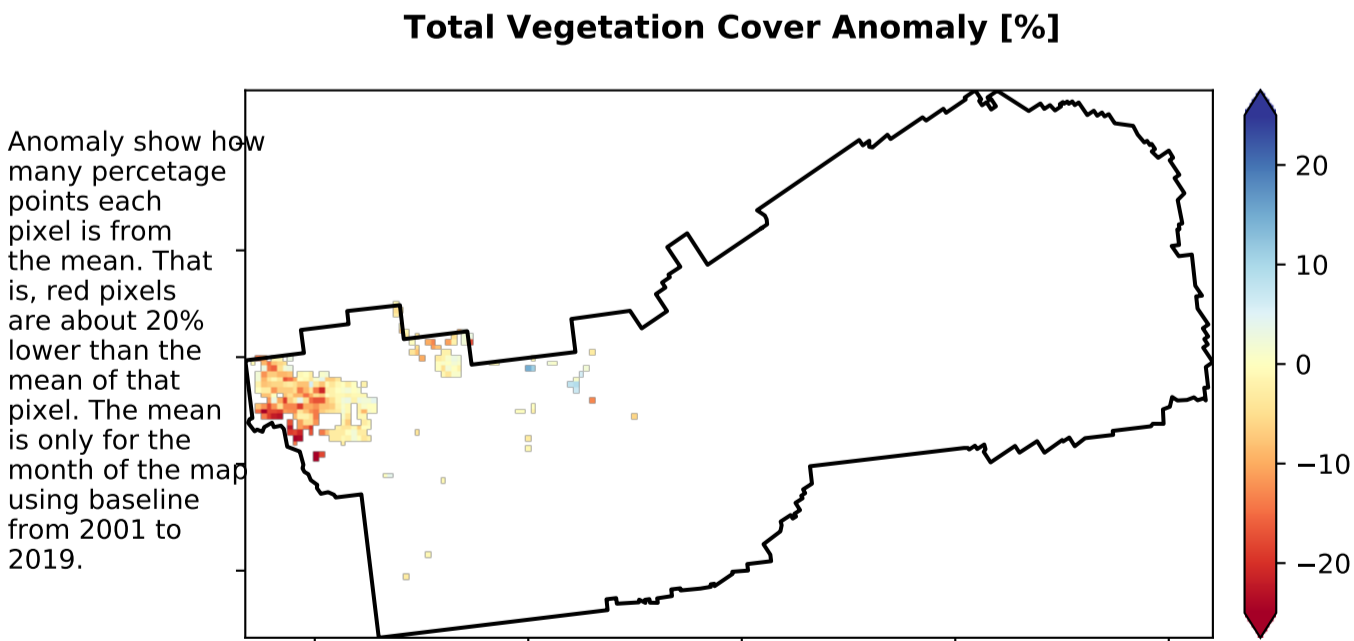 Total Vegetation Cover Anomaly [%]
Anomaly show how
many percetage
points each
pixel is from
the mean. That
is, red pixels
are about 20%
lower than the
mean of that
pixel. The mean
is only for the
month of the map
using baseline
from 2001 to
2019.
20
10
0
−10
−20